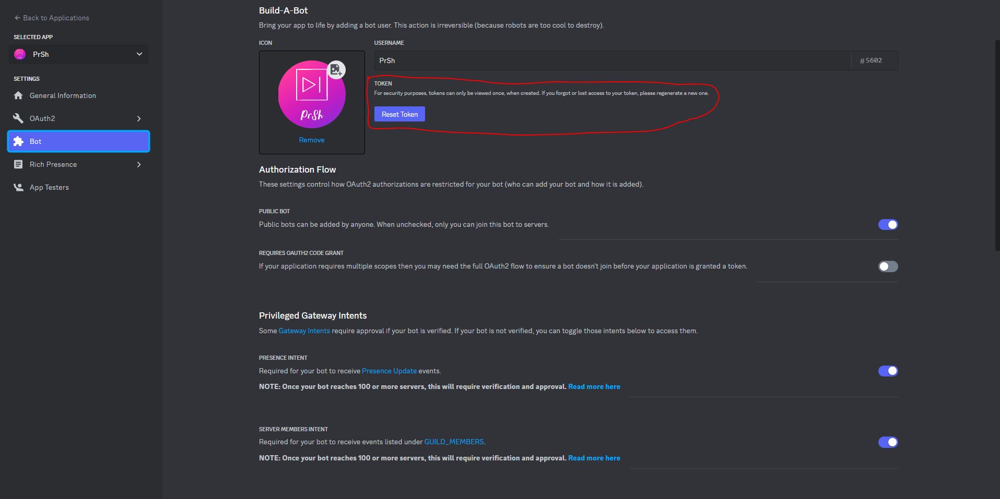 Back to Applications
SELECTED APP
PrSh
SETTINGS
General Information
OAuth2
Bot
Rich Presence
App Testers
Build-A-Bot
Bring your app to life by adding a bot user. This action is irreversible (because robots are too cool to destroy).
ICON
PrSh
Remove
USERNAME
PrSh
#5602
TOKEN
For security purposes, tokens can only be viewed once, when created. If you forgot or lost access to your token, please regenerate a new one.
Reset Token
Authorization Flow
These settings control how OAuth2 authorizations are restricted for your bot (who can add your bot and how it is added).
PUBLIC BOT
Public bots can be added by anyone. When unchecked, only you can join this bot to servers.
REQUIRES OAUTH2 CODE GRANT
If your application requires multiple scopes then you may need the full OAuth2 flow to ensure a bot doesn't join before your application is granted a token.
Privileged Gateway Intents
Some Gateway Intents require approval if your bot is verified. If your bot is not verified, you can toggle those intents below to access them.
PRESENCE INTENT
Required for your bot to receive Presence Update events.
NOTE: Once your bot reaches 100 or more servers, this will require verification and approval. Read more here
SERVER MEMBERS INTENT
Required for your bot to receive events listed under GUILD_MEMBERS.
NOTE: Once your bot reaches 100 or more servers, this will require verification and approval. Read more here